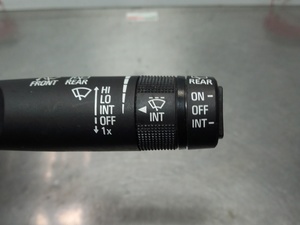 FRONT
REAR
HI
LO
INT
OFF
1x
INT
REAR
ON
OFF
INT